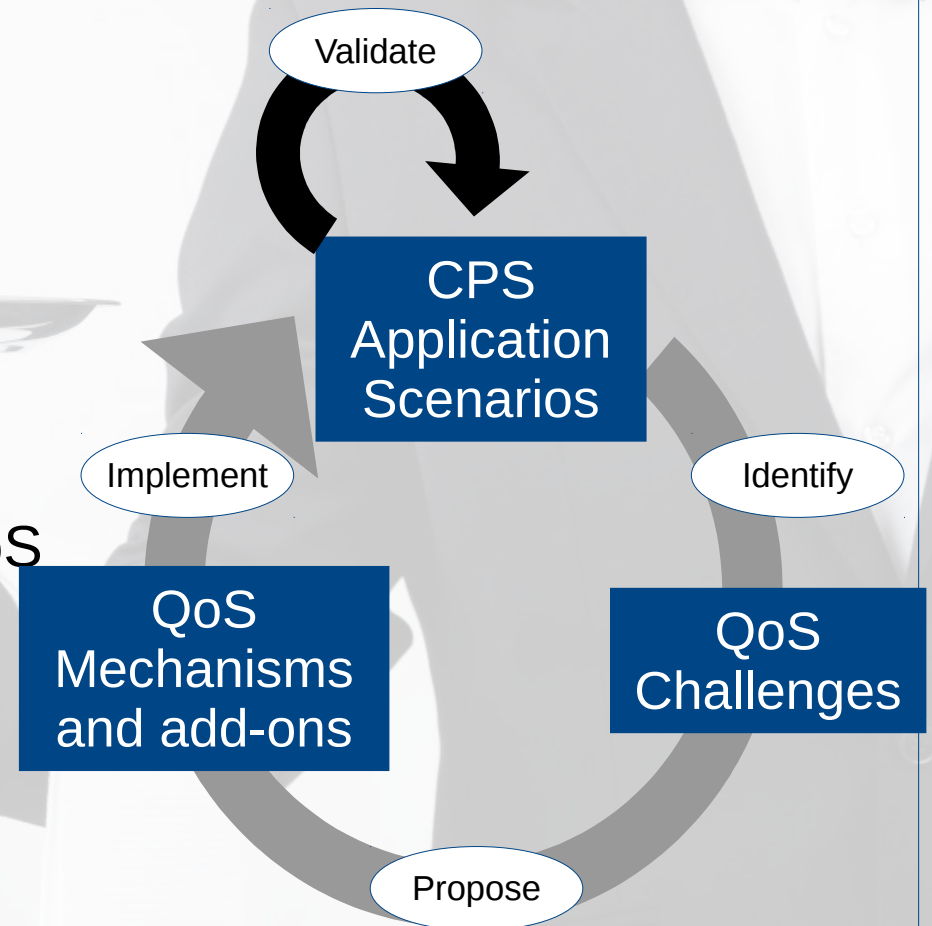 Validate
CPS
Application
Scenarios
Implement
Identify
QoS
Mechanisms
and add-ons
QoS
Challenges
Propose